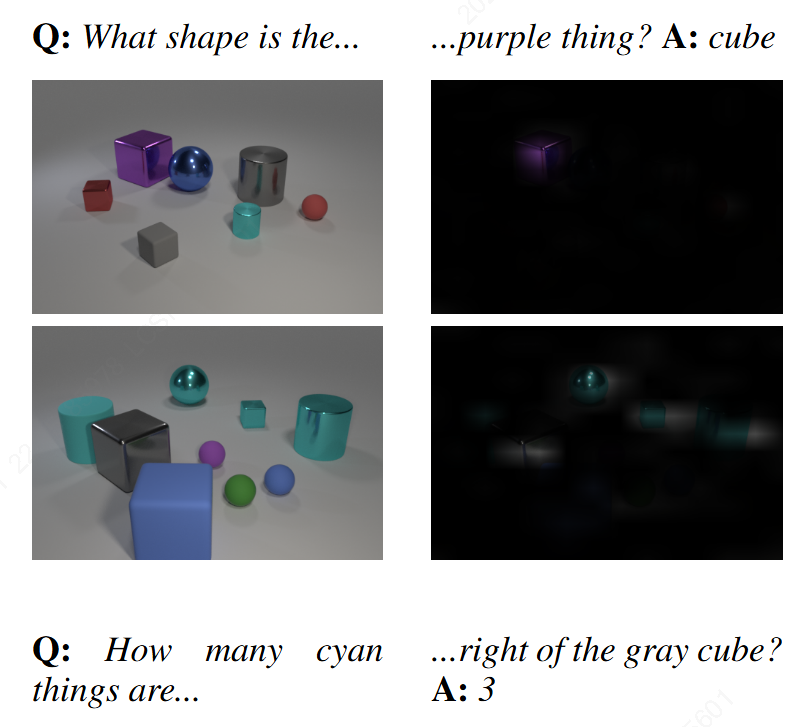 Q: What shape is the...
...purple thing? A: cube
Q: How many cyan
things are...
...right of the gray cube?
A: 3